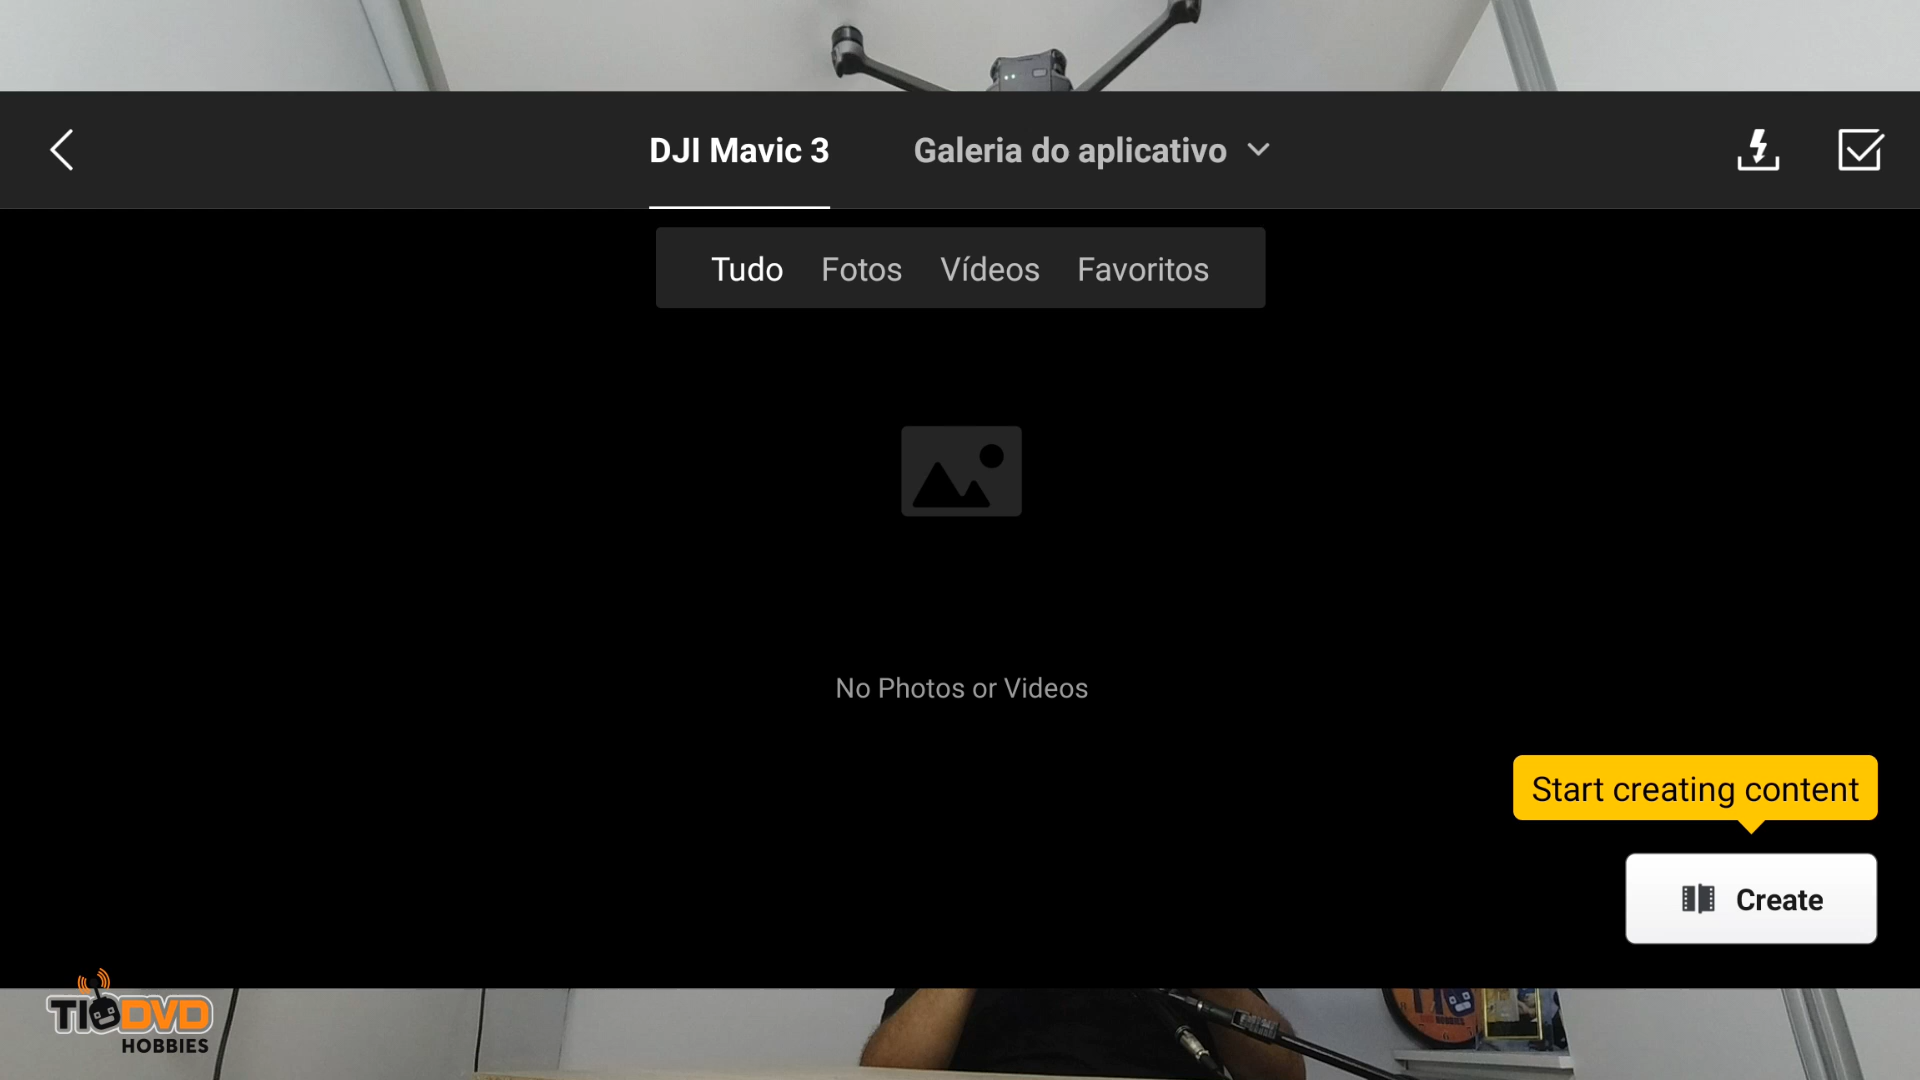 DJI Mavic 3 Galeria do aplicativo
Tudo Fotos Vídeos Favoritos
No Photos or Videos
Start creating content
Create
TIODVD
HOBBIES